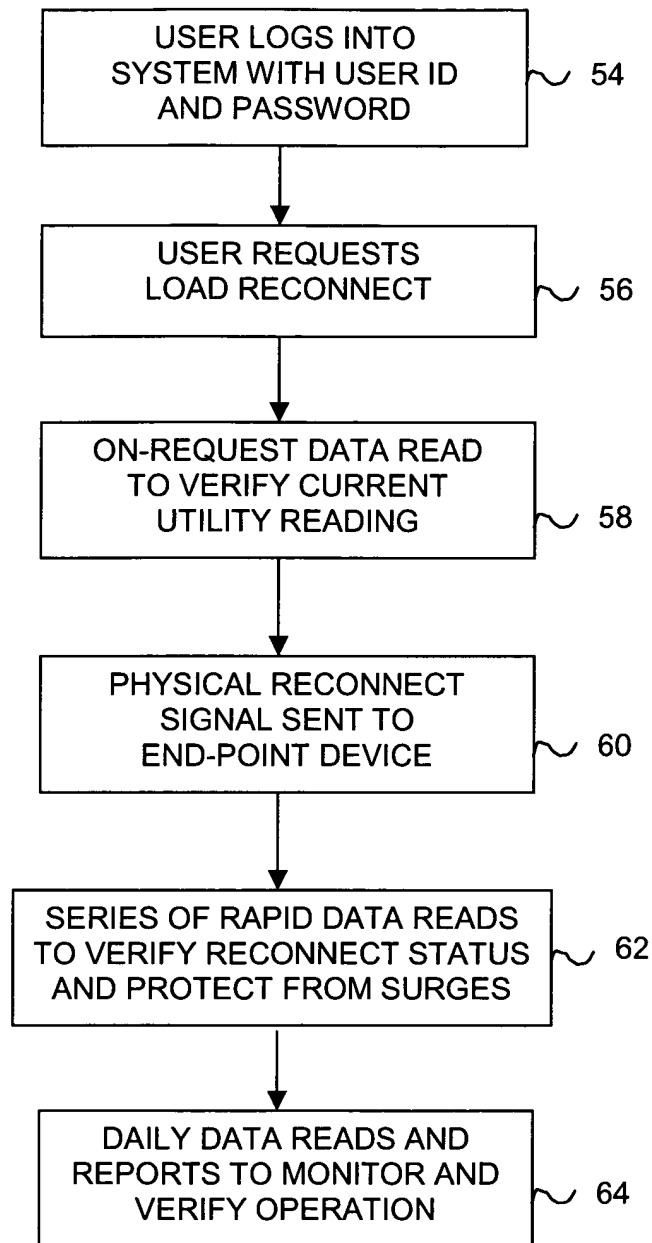 USER LOGS INTO
SYSTEM WITH USER ID
AND PASSWORD
54
USER REQUESTS
LOAD RECONNECT
56
ON-REQUEST DATA READ
TO VERIFY CURRENT
UTILITY READING
58
PHYSICAL RECONNECT
SIGNAL SENT TO
END-POINT DEVICE
60
SERIES OF RAPID DATA READS
TO VERIFY RECONNECT STATUS
AND PROTECT FROM SURGES
62
DAILY DATA READS AND
REPORTS TO MONITOR AND
VERIFY OPERATION
64